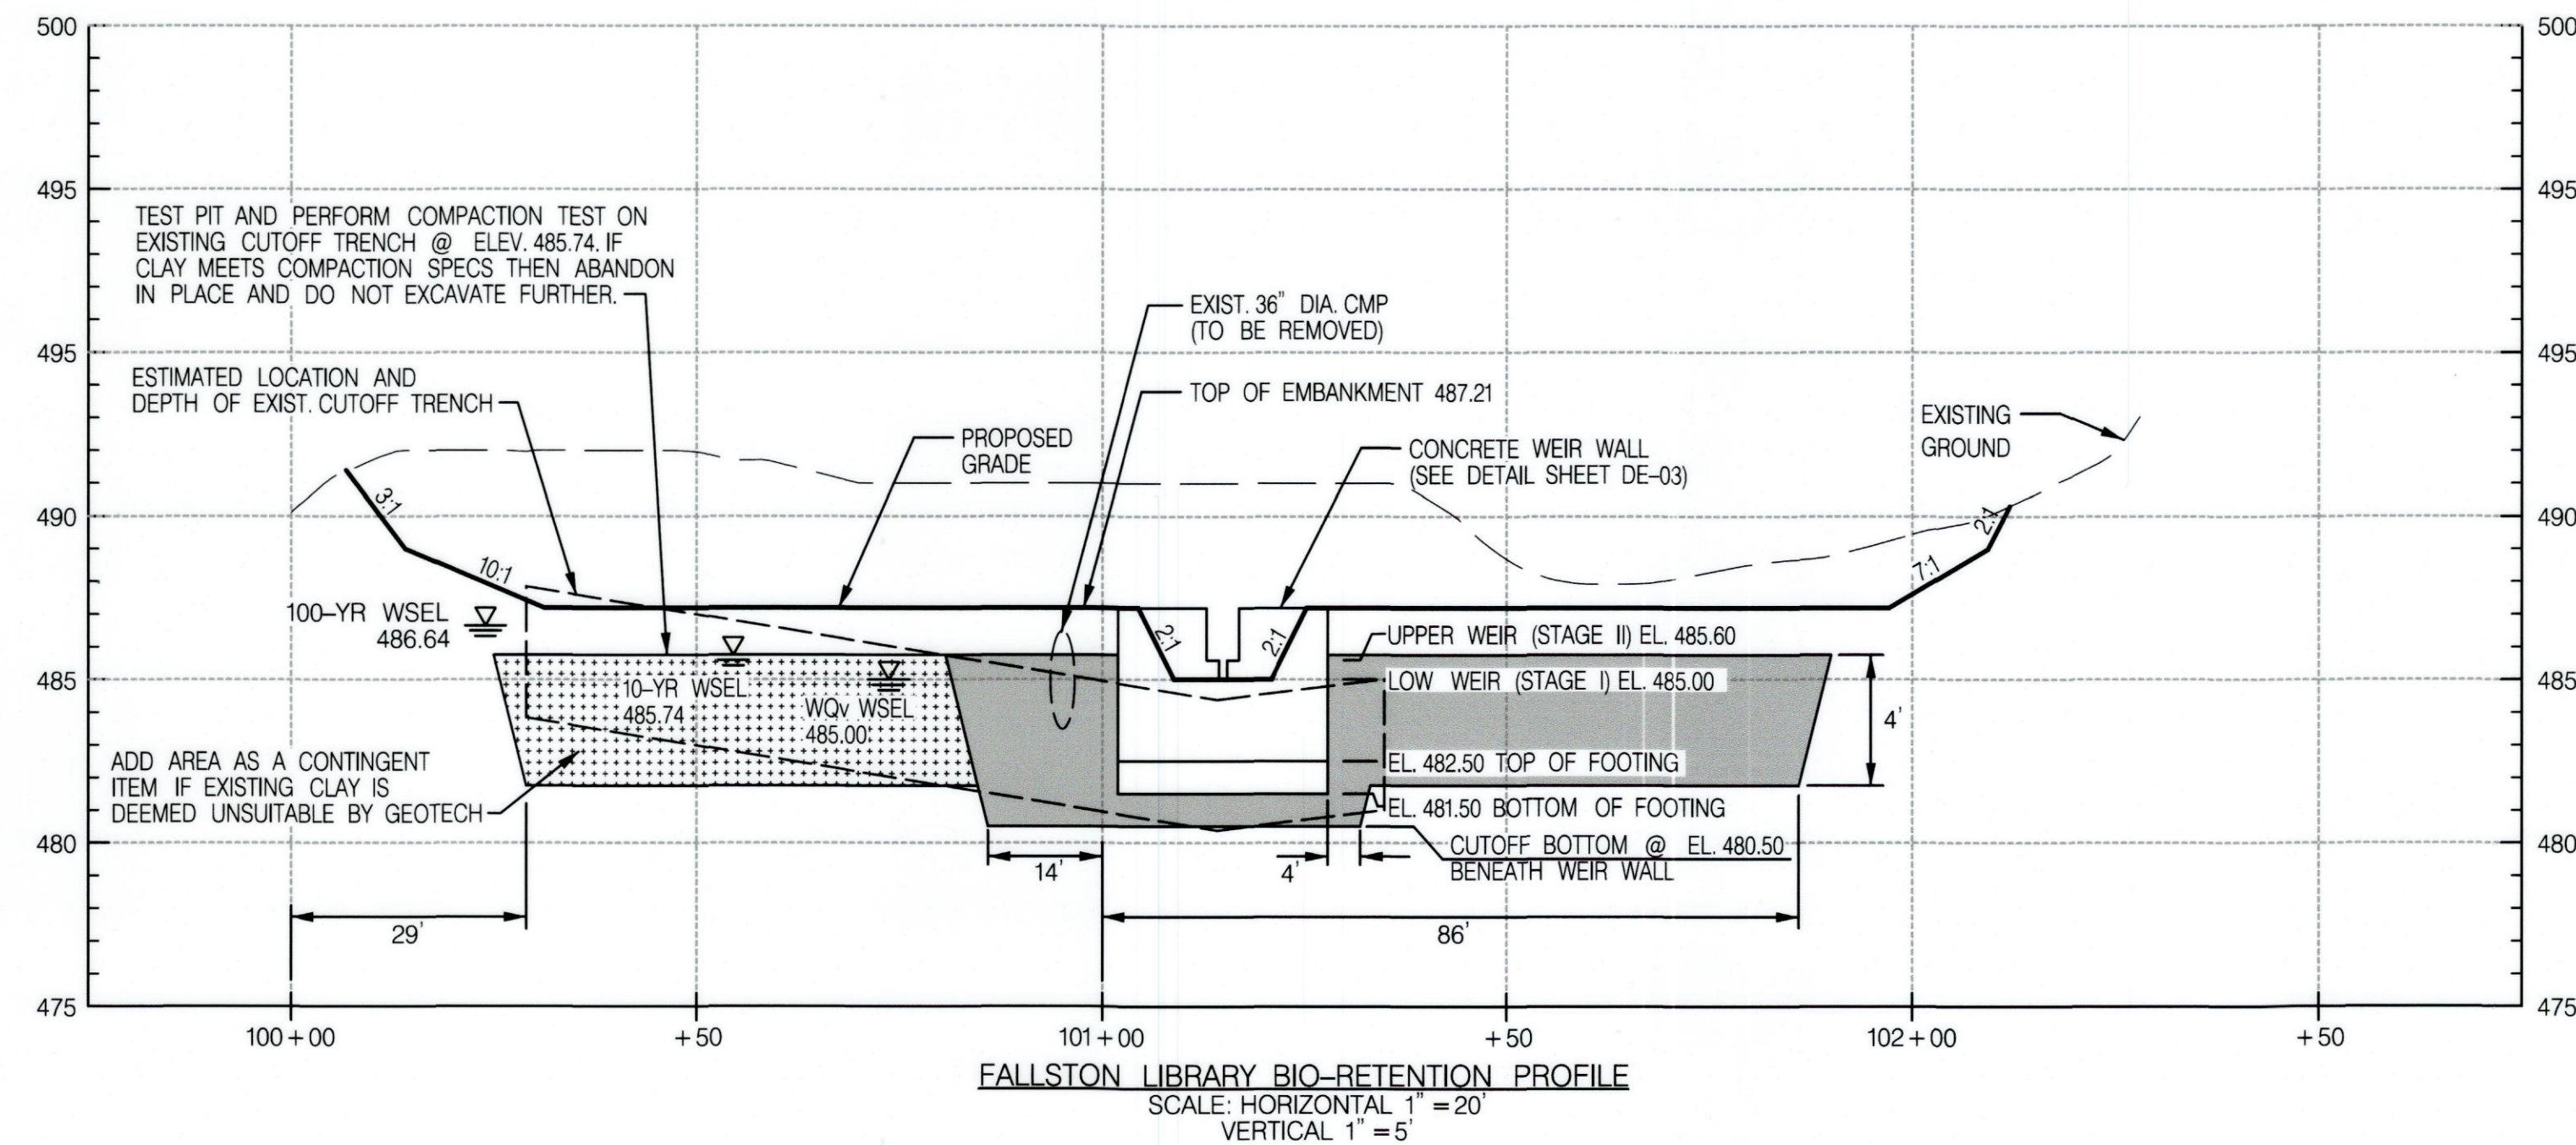 500
500
495
495
TEST PIT AND PERFORM COMPACTION TEST ON
EXISTING CUTOFF TRENCH @ ELEV. 485.74. IF
CLAY MEETS COMPACTION SPECS THEN ABANDON
IN PLACE AND DO NOT EXCAVATE FURTHER.
EXIST. 36" DIA. CMP
(TO BE REMOVED)
495
495
ESTIMATED LOCATION AND
DEPTH OF EXIST. CUTOFF TRENCH
TOP OF EMBANKMENT 487.21
PROPOSED
GRADE
CONCRETE WEIR WALL
(SEE DETAIL SHEET DE-03)
EXISTING
GROUND
490
490
3:1
10:1
2:1
7:1
100-YR WSEL
486.64
2:1
2:1
UPPER WEIR (STAGE II) EL. 485.60
485
485
10-YR WSEL
485.74
WQv WSEL
485.00
LOW WEIR (STAGE I) EL. 485.00
4'
ADD AREA AS A CONTINGENT
ITEM IF EXISTING CLAY IS
DEEMED UNSUITABLE BY GEOTECH
EL. 482.50 TOP OF FOOTING
EL. 481.50 BOTTOM OF FOOTING
480
480
CUTOFF BOTTOM @ EL. 480.50
BENEATH WEIR WALL
14'
4'
29'
86'
475
475
100+00
+50
101+00
+50
102+00
+50
FALLSTON LIBRARY BIO-RETENTION PROFILE
SCALE: HORIZONTAL 1" = 20'
VERTICAL 1" = 5'